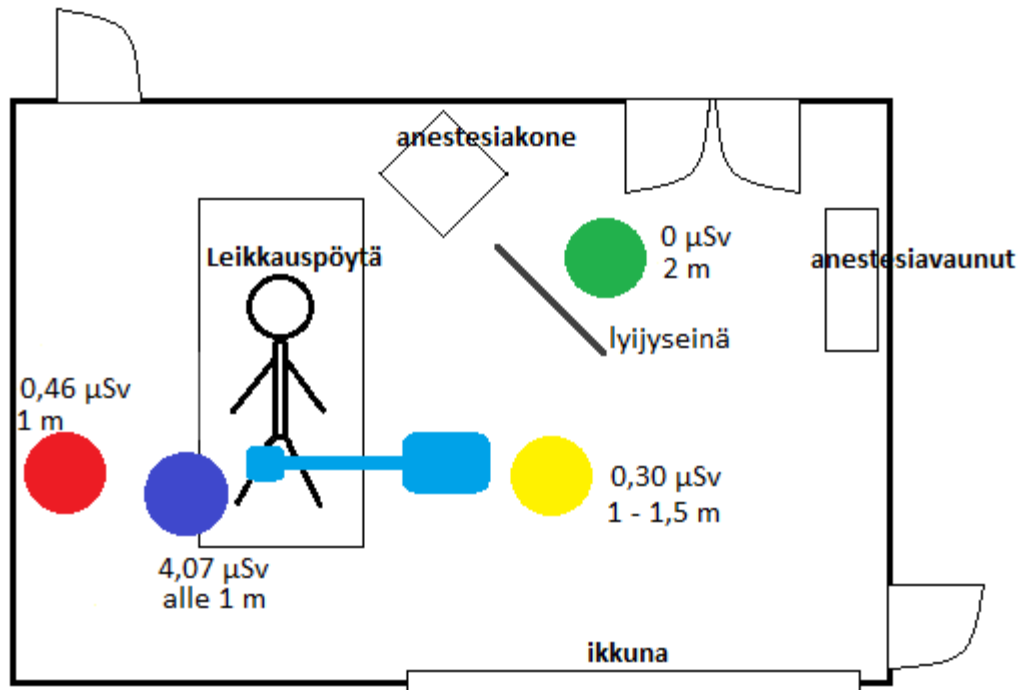 anestesiakone
0 µSv
2 m
Leikkauspöytä
anestesiavaunut
lyijyseinä
0,46 µSv
1 m
0,30 µSv
1 - 1,5 m
4,07 µSv
alle 1 m
ikkuna